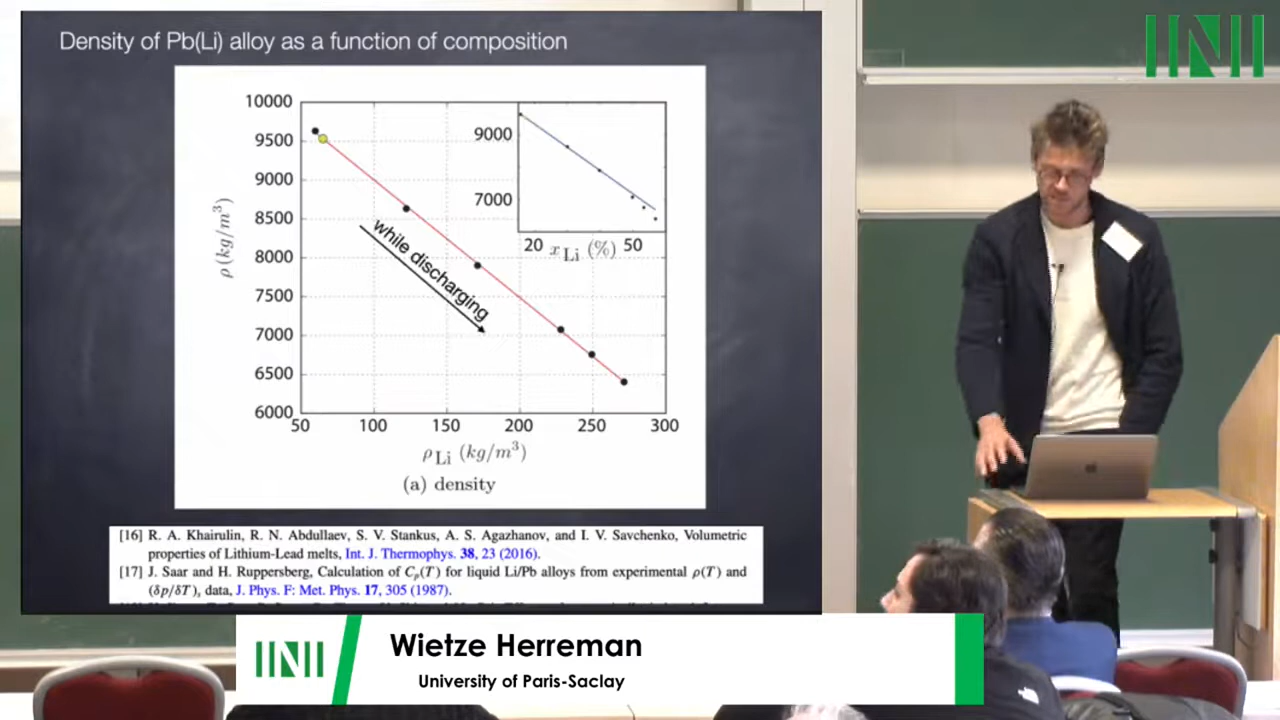 Density of Pb(Li) alloy as a function of composition
10000
9500
9000
8500
8000
7500
7000
6500
6000
ρ (kg/m³)
50 100 150 200 250 300
ρLi (kg/m³)
while discharging
9000
7000
20 xLi (%) 50
(a) density
[16] R. A. Khairulin, R. N. Abdullaev, S. V. Stankus, A. S. Agazhanov, and I. V. Savchenko, Volumetric
properties of Lithium-Lead melts, Int. J. Thermophys. 38, 23 (2016).
[17] J. Saar and H. Ruppersberg, Calculation of Cp(T) for liquid Li/Pb alloys from experimental ρ(T) and
(δp/δT), data, J. Phys. F: Met. Phys. 17, 305 (1987).
INI
INI
Wietze Herreman
University of Paris-Saclay